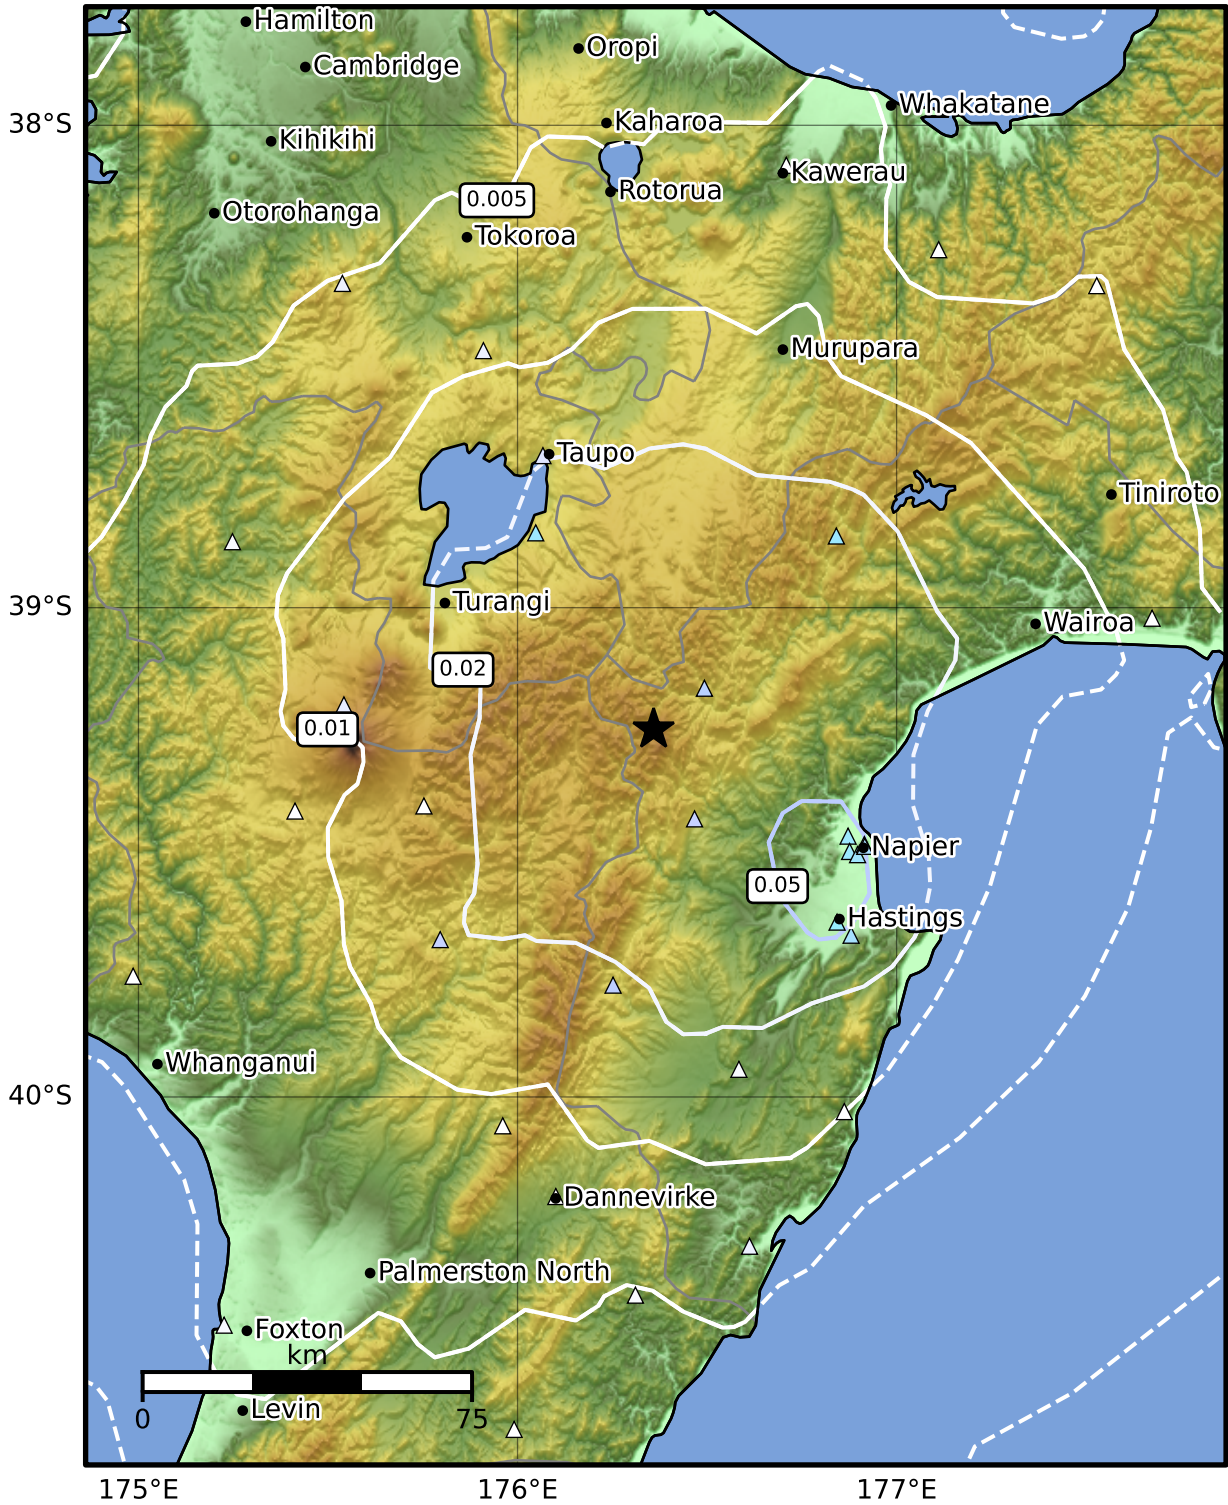 Hamilton
Oropi
Cambridge
Whakatane
38°S
Kaharoa
Kihikihi
Kawerau
Rotorua
0.005
Otorohanga
Tokoroa
Murupara
Taupo
Tiniroto
39°S
Turangi
Wairoa
0.02
0.01
Napier
0.05
Hastings
Whanganui
40°S
Dannevirke
Palmerston North
Foxton
km
Levin
0
75
175°E
176°E
177°E